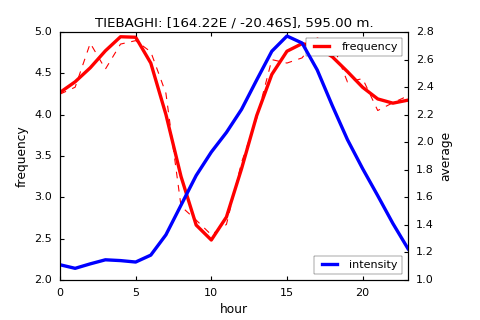 TIEBAGHI: [164.22E / -20.46S], 595.00 m.
5.0
4.5
4.0
3.5
3.0
2.5
2.0
frequency
2.8
2.6
2.4
2.2
2.0
1.8
1.6
1.4
1.2
1.0
average
frequency
intensity
0 5 10 15 20
hour